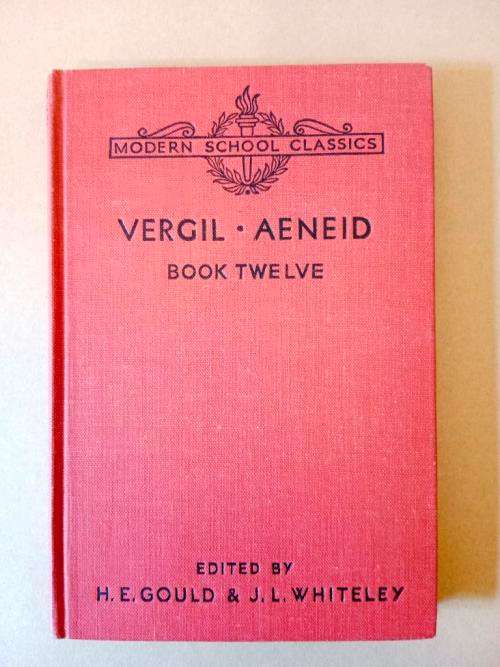 MODERN SCHOOL CLASSICS
VERGIL · AENEID
BOOK TWELVE
EDITED BY
H. E. GOULD & J. L. WHITELEY